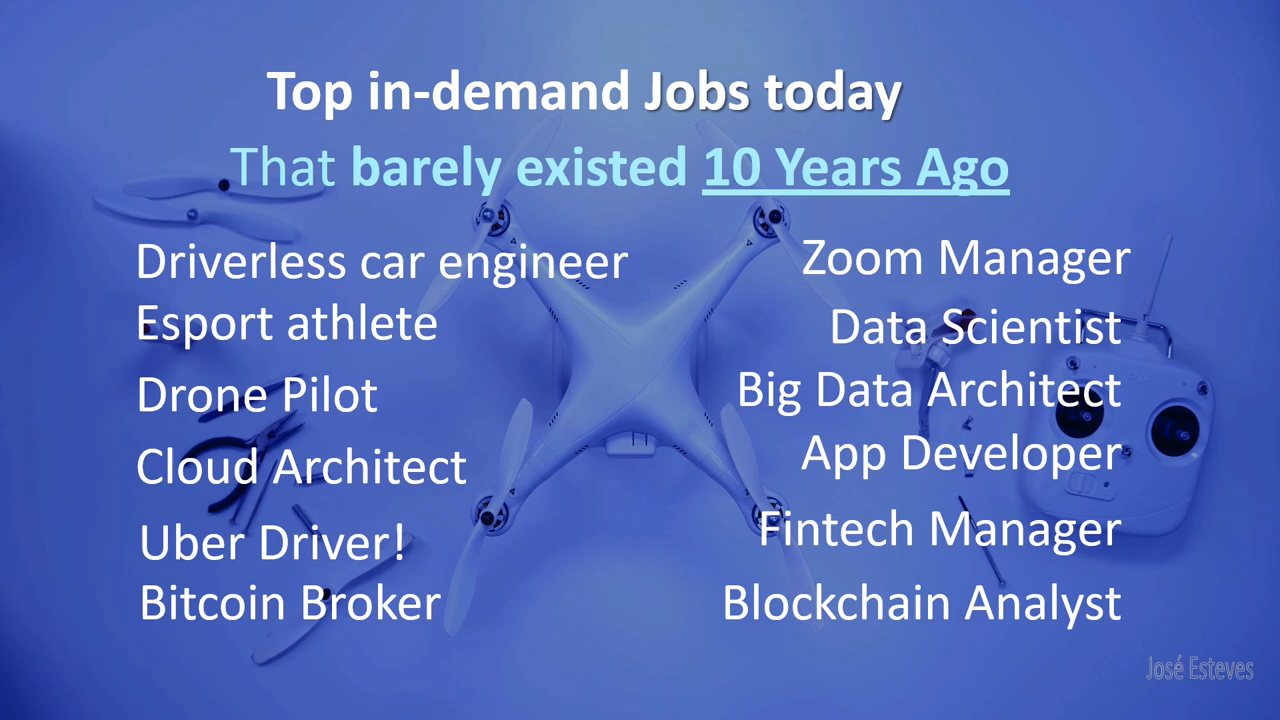 Top in-demand Jobs today
That barely existed 10 Years Ago
Driverless car engineer
Esport athlete
Drone Pilot
Cloud Architect
Uber Driver!
Bitcoin Broker
Zoom Manager
Data Scientist
Big Data Architect
App Developer
Fintech Manager
Blockchain Analyst
José Esteves